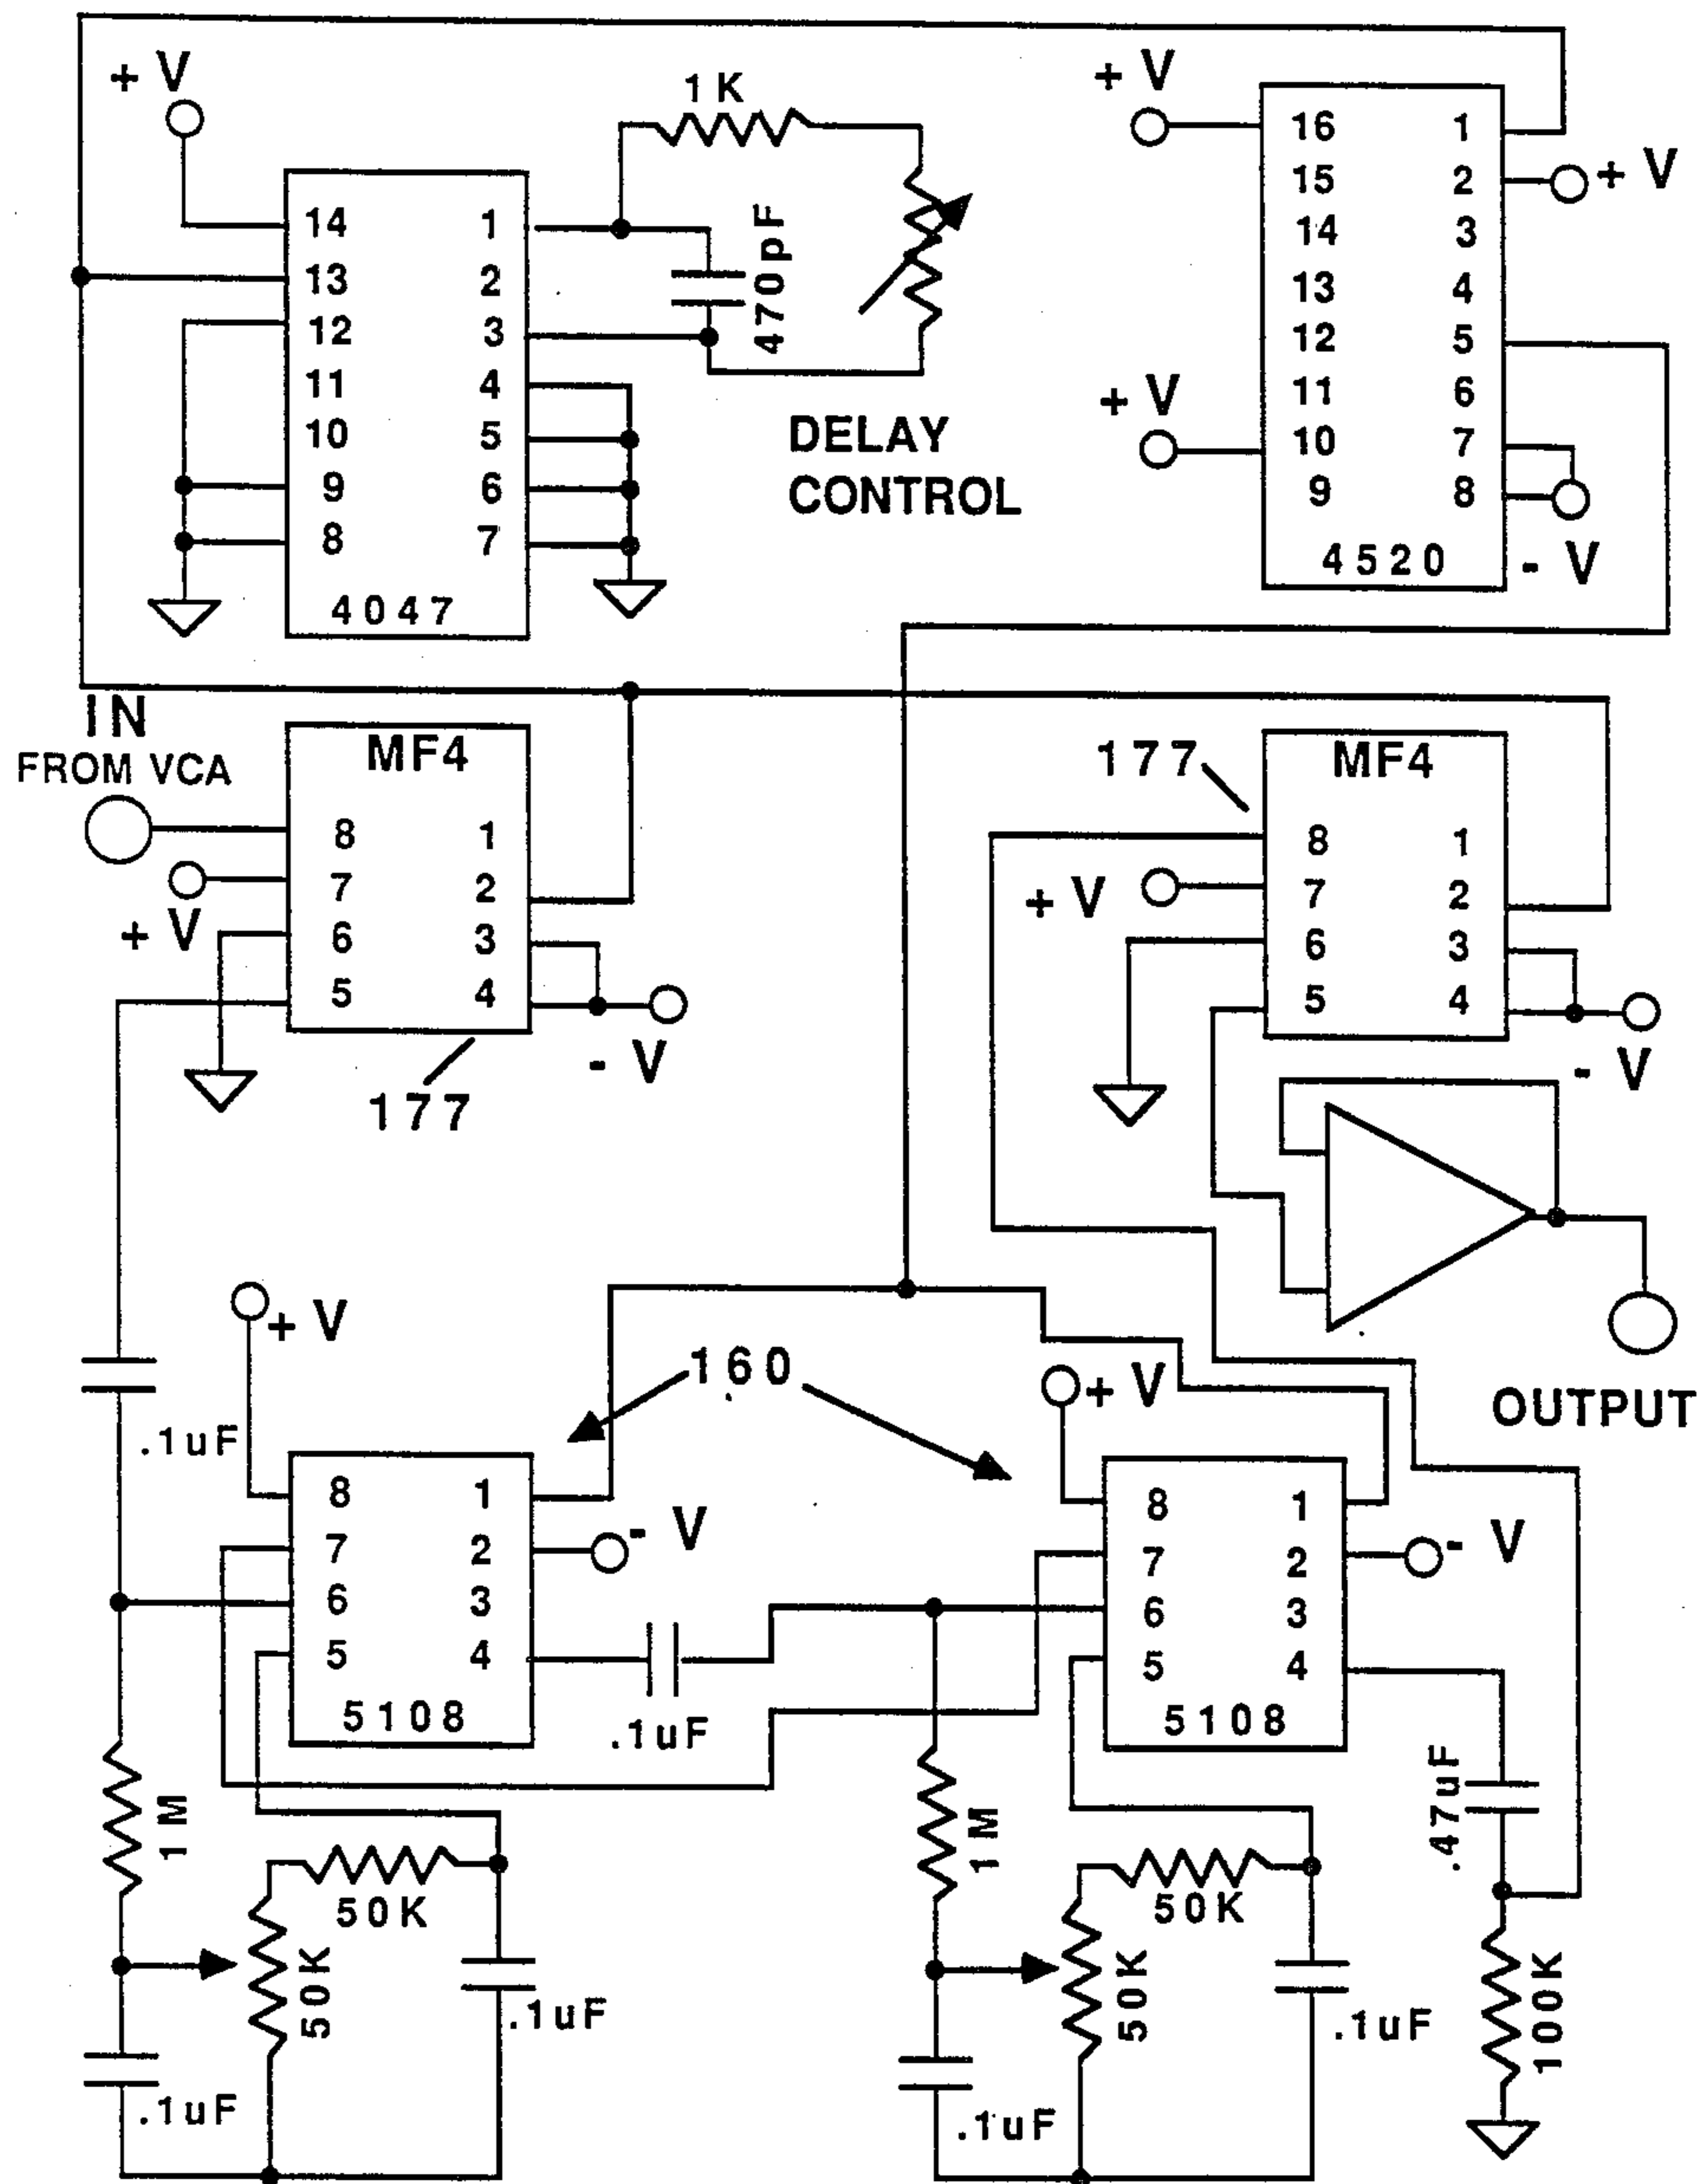 + V
1K
470pF
DELAY
CONTROL
14 1
13 2
12 3
11 4
10 5
9 6
8 7
4047
+ V
16 1
15 2
14 3
13 4
12 5
11 6
10 7
9 8
4520
+ V
+ V
- V
IN
FROM VCA
MF4
8 1
7 2
6 3
5 4
+ V
- V
177
177
MF4
8 1
7 2
6 3
5 4
+ V
- V
OUTPUT
+ V
160
.1uF
8 1
7 2
6 3
5 4
5108
- V
.1uF
+ V
8 1
7 2
6 3
5 4
5108
- V
1M
50K
50K
.1uF
.1uF
1M
50K
50K
.1uF
.1uF
.47uF
100K